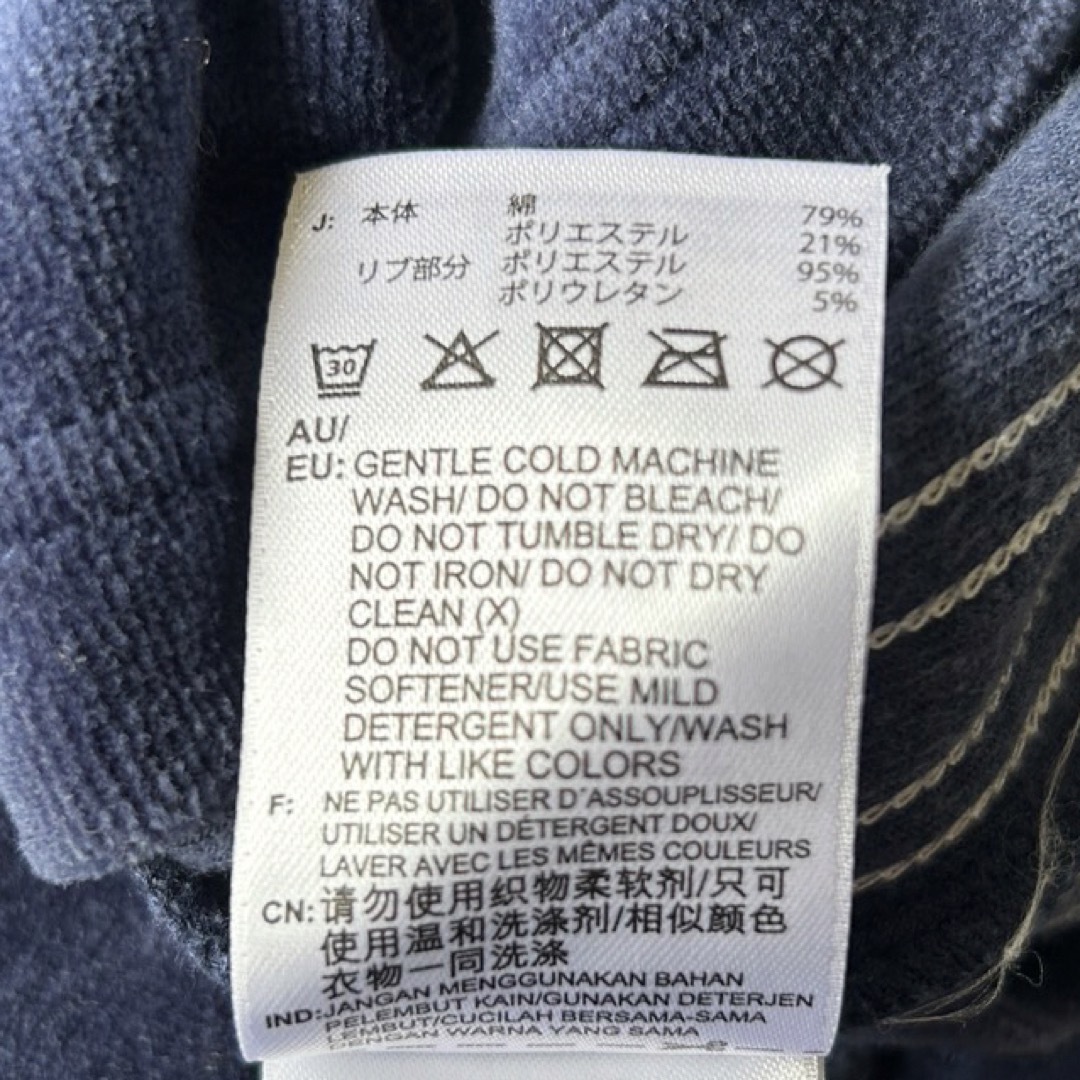 J: 本体 綿 79%
ポリエステル 21%
リブ部分 ポリエステル 95%
ポリウレタン 5%
30
AU/
EU: GENTLE COLD MACHINE
WASH/ DO NOT BLEACH/
DO NOT TUMBLE DRY/ DO
NOT IRON/ DO NOT DRY
CLEAN (X)
DO NOT USE FABRIC
SOFTENER/USE MILD
DETERGENT ONLY/WASH
WITH LIKE COLORS
F: NE PAS UTILISER D'ASSOUPLISSEUR/
UTILISER UN DÉTERGENT DOUX/
LAVER AVEC LES MÊMES COULEURS
CN: 请勿使用织物柔软剂/只可
使用温和洗涤剂/相似颜色
衣物一同洗涤
IND: JANGAN MENGGUNAKAN BAHAN
PELEMBUT KAIN/GUNAKAN DETERJEN
LEMBUT/CUCILAH BERSAMA-SAMA
DENGAN WARNA YANG SAMA